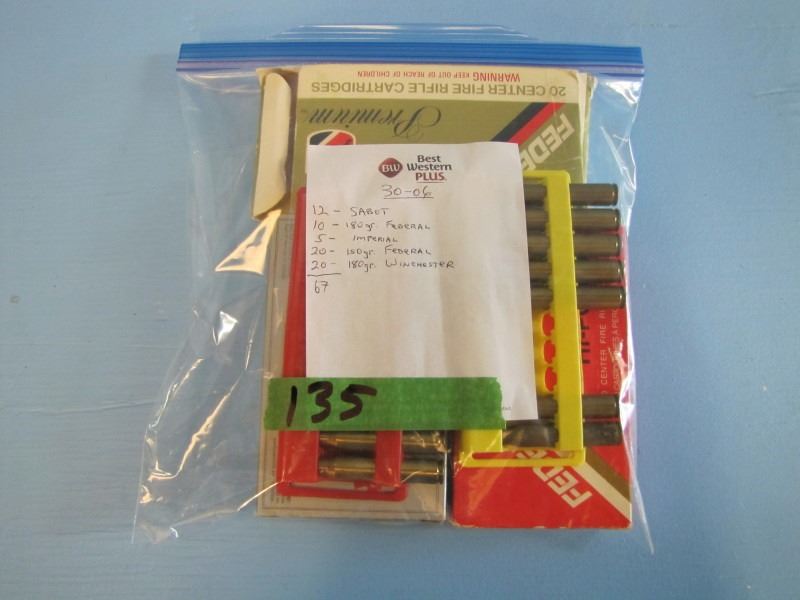 WARNING KEEP OUT OF REACH OF CHILDREN
20 CENTER FIRE RIFLE CARTRIDGES
Premium
FEDE
BW Best Western PLUS
30-06
12 - SABOT
10 - 180gr. FEDERAL
5 - IMPERIAL
20 - 150gr. FEDERAL
20 - 180gr. WINCHESTER
67
135
CENTER FIRE
FED